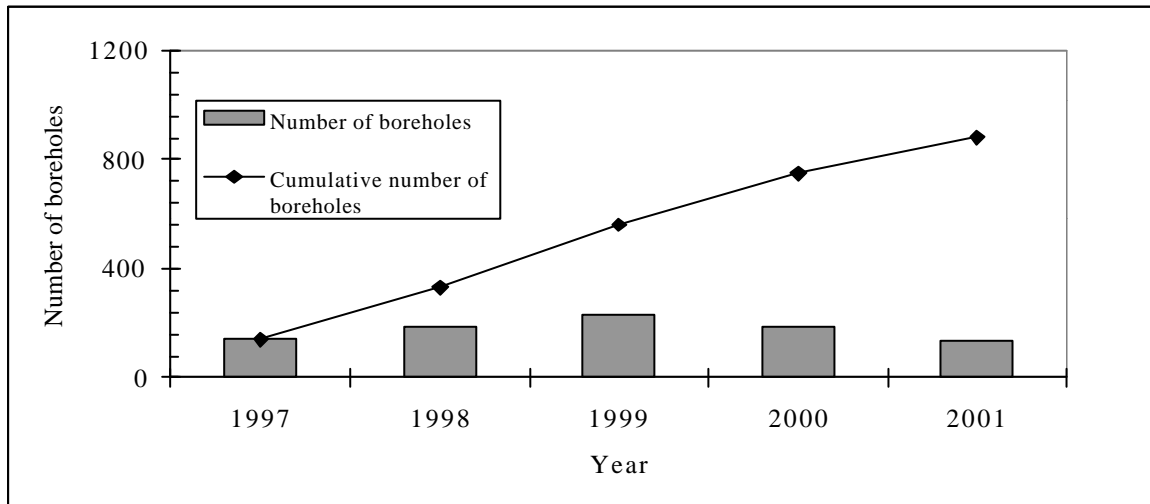 1200
800
400
0
Number of boreholes
Number of boreholes
Cumulative number of
boreholes
1997 1998 1999 2000 2001
Year